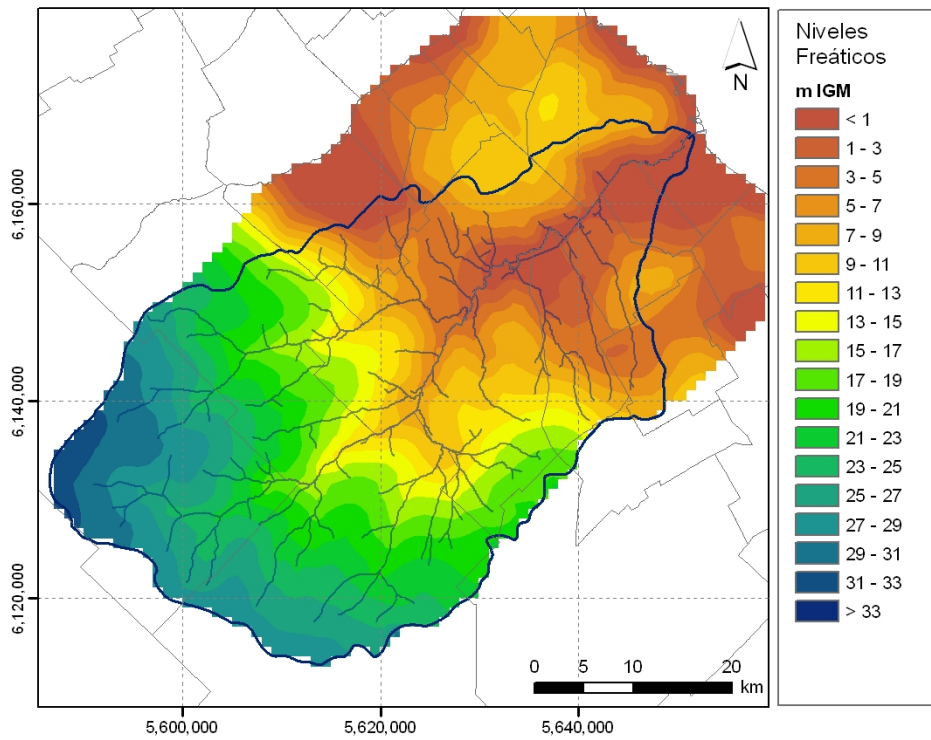 Niveles
Freáticos
m IGM
< 1
1 - 3
3 - 5
5 - 7
7 - 9
9 - 11
11 - 13
13 - 15
15 - 17
17 - 19
19 - 21
21 - 23
23 - 25
25 - 27
27 - 29
29 - 31
31 - 33
> 33
N
6,160,000
6,140,000
6,120,000
0 5 10 20
km
5,600,000 5,620,000 5,640,000